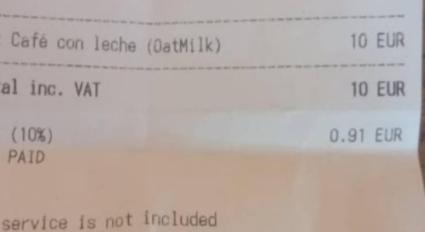 Café con leche (OatMilk) 10 EUR
al inc. VAT 10 EUR
(10%) 0.91 EUR
PAID
service is not included